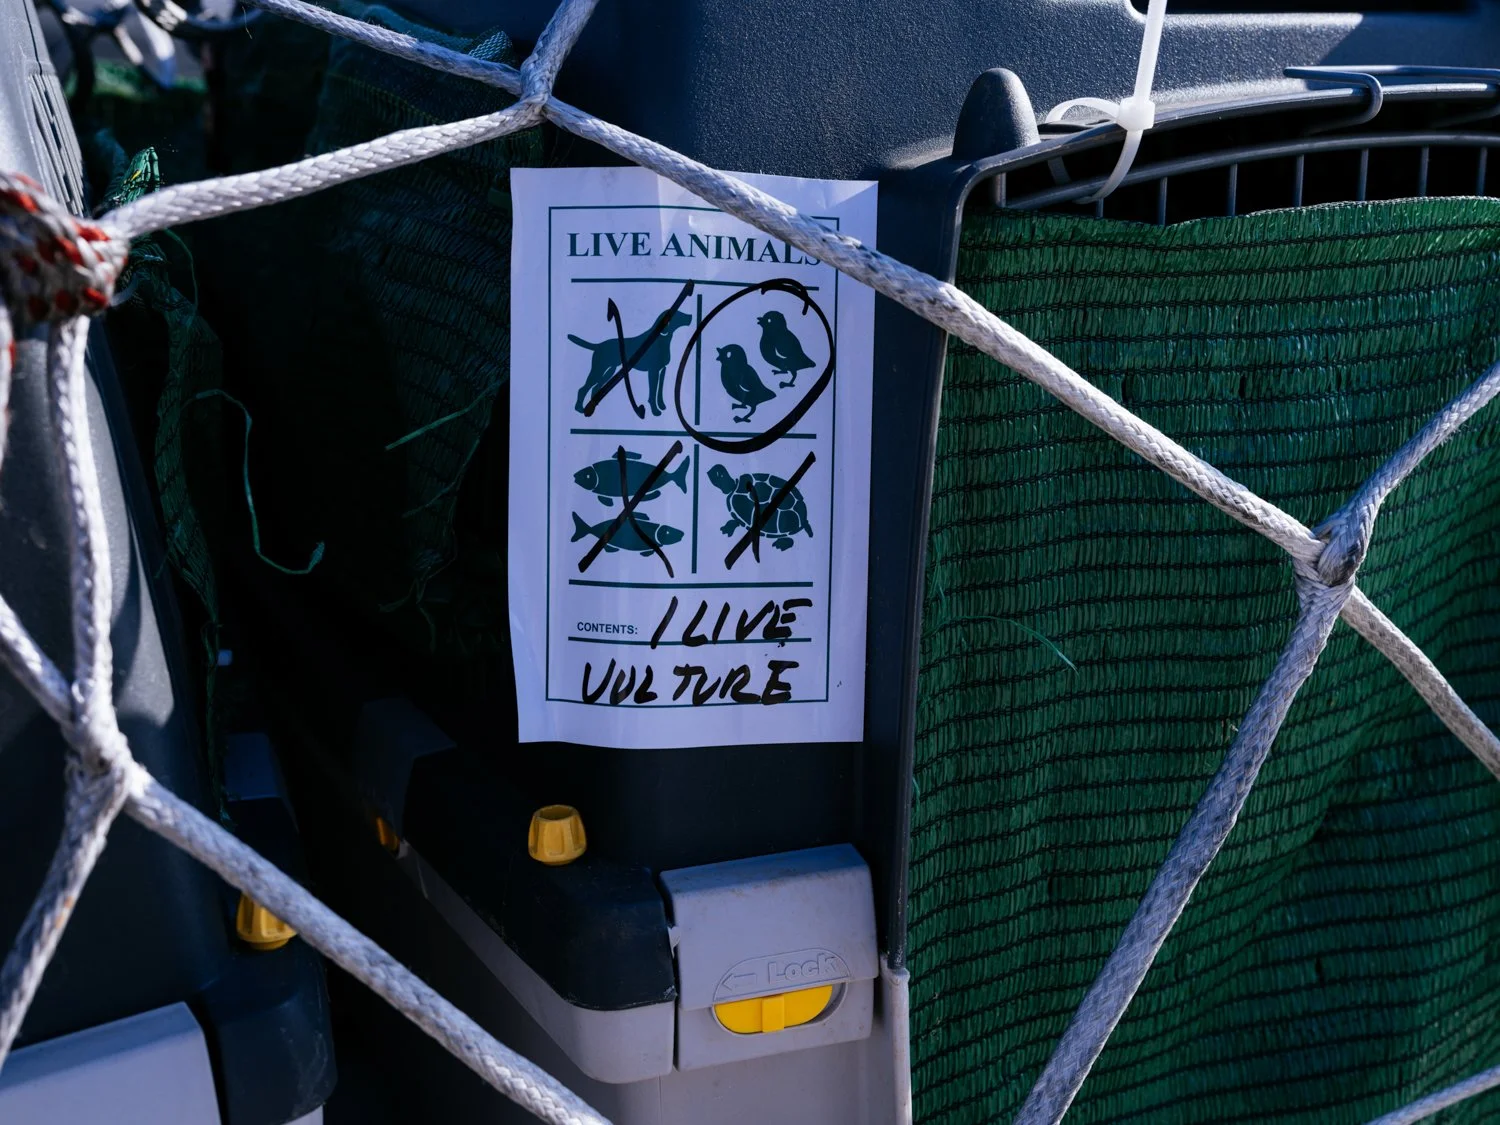 LIVE ANIMALS
CONTENTS: 1 LIVE
VULTURE
Lock